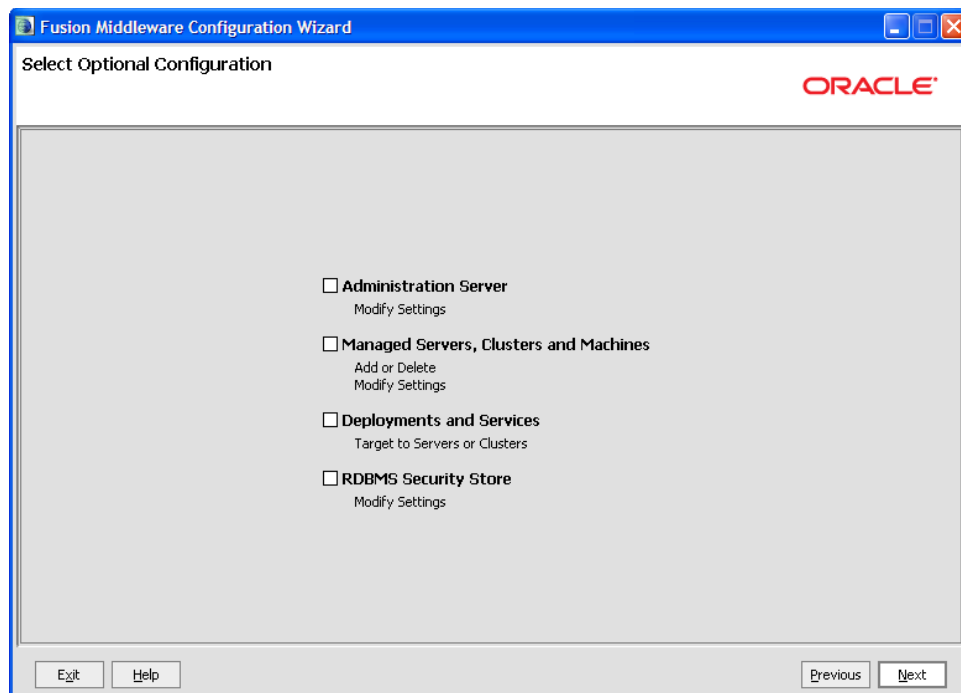 Fusion Middleware Configuration Wizard
Select Optional Configuration
ORACLE
Administration Server
Modify Settings
Managed Servers, Clusters and Machines
Add or Delete
Modify Settings
Deployments and Services
Target to Servers or Clusters
RDBMS Security Store
Modify Settings
Exit Help Previous Next